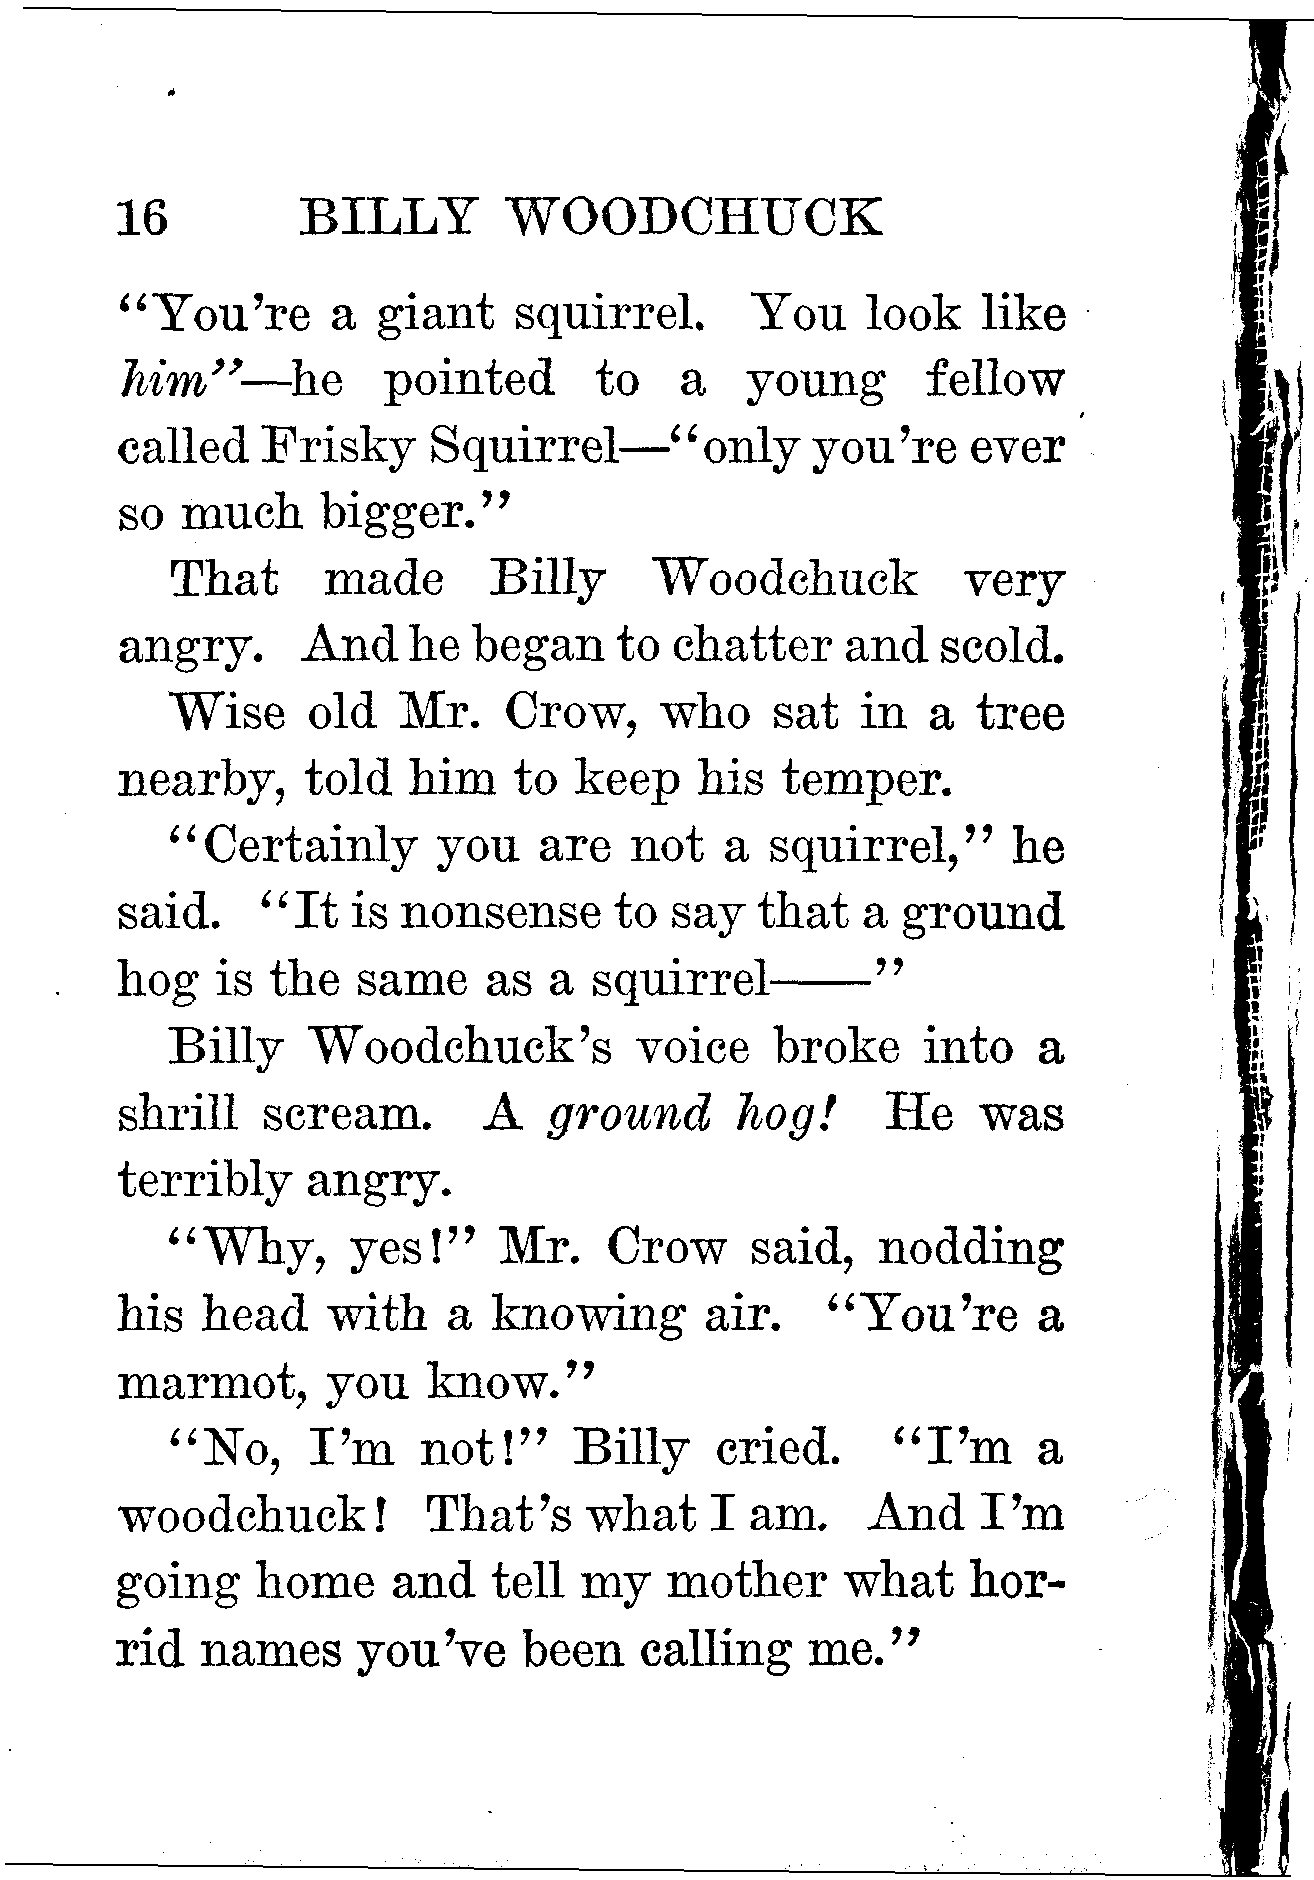 16 BILLY WOODCHUCK
“You're a giant squirrel. You look like
him”—he pointed to a young fellow
called Frisky Squirrel—“only you're ever
so much bigger.”
That made Billy Woodchuck very
angry. And he began to chatter and scold.
Wise old Mr. Crow, who sat in a tree
nearby, told him to keep his temper.
“Certainly you are not a squirrel,” he
said. “It is nonsense to say that a ground
hog is the same as a squirrel——”
Billy Woodchuck's voice broke into a
shrill scream. A ground hog! He was
terribly angry.
“Why, yes!” Mr. Crow said, nodding
his head with a knowing air. “You're a
marmot, you know.”
“No, I'm not!” Billy cried. “I'm a
woodchuck! That's what I am. And I'm
going home and tell my mother what hor-
rid names you've been calling me.”